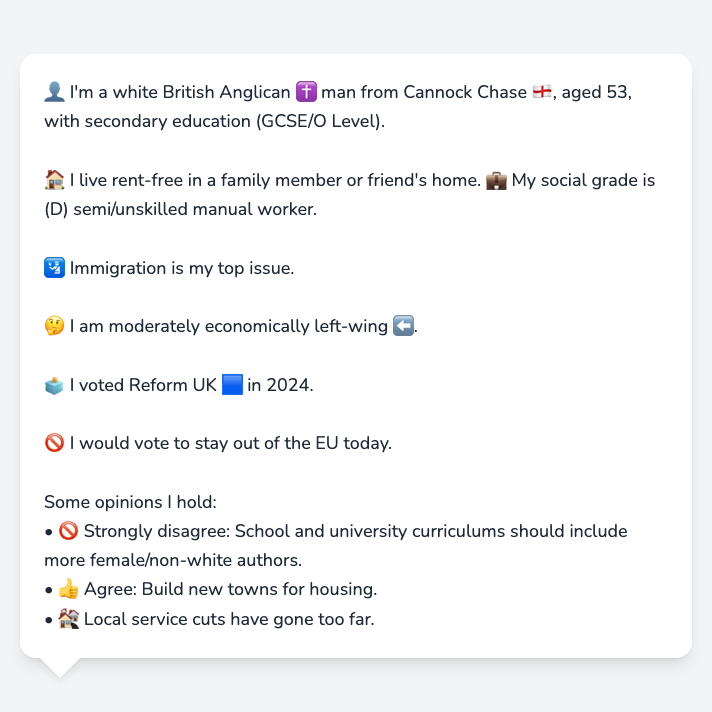 👤 I'm a white British Anglican ✝️ man from Cannock Chase 🏴󠁧󠁢󠁥󠁮󠁧󠁿, aged 53,
with secondary education (GCSE/O Level).
🏠 I live rent-free in a family member or friend's home. 💼 My social grade is
(D) semi/unskilled manual worker.
🛂 Immigration is my top issue.
🤔 I am moderately economically left-wing ⬅️.
🗳️ I voted Reform UK 🟦 in 2024.
🚫 I would vote to stay out of the EU today.
Some opinions I hold:
• 🚫 Strongly disagree: School and university curriculums should include
more female/non-white authors.
• 👍 Agree: Build new towns for housing.
• 🏚️ Local service cuts have gone too far.